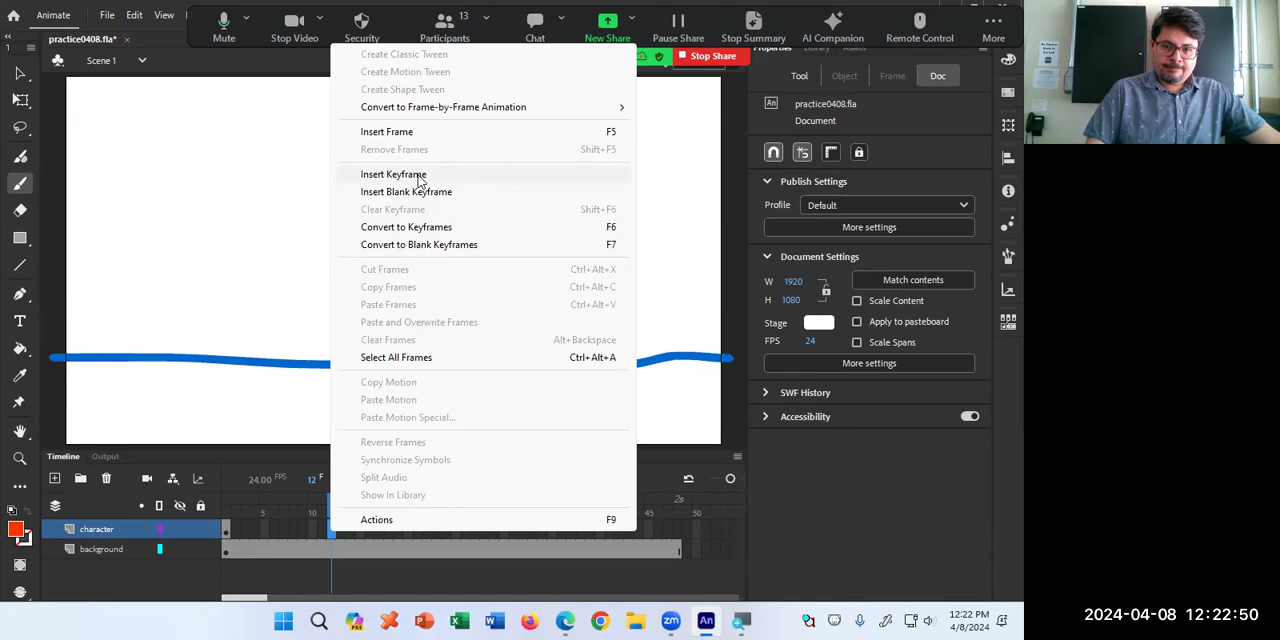 Animate File Edit View
Mute Stop Video Security Participants 13 Chat New Share Pause Share Stop Summary AI Companion Remote Control More
practice0408.fla* ×
Stop Share
Properties Library Assets
Scene 1
Create Classic Tween
Create Motion Tween
Create Shape Tween
Convert to Frame-by-Frame Animation
Insert Frame F5
Remove Frames Shift+F5
Insert Keyframe
Insert Blank Keyframe
Clear Keyframe Shift+F6
Convert to Keyframes F6
Convert to Blank Keyframes F7
Cut Frames Ctrl+Alt+X
Copy Frames Ctrl+Alt+C
Paste Frames Ctrl+Alt+V
Paste and Overwrite Frames
Clear Frames Alt+Backspace
Select All Frames Ctrl+Alt+A
Copy Motion
Paste Motion
Paste Motion Special...
Reverse Frames
Synchronize Symbols
Split Audio
Show In Library
Actions F9
Tool Object Frame Doc
An practice0408.fla
Document
Publish Settings
Profile Default
More settings
Document Settings
W 1920 Match contents
H 1080 Scale Content
Stage Apply to pasteboard
FPS 24 Scale Spans
More settings
SWF History
Accessibility
Timeline Output
24.00 FPS 12 F
2s
5 10 45 50
character
background
12:22 PM
4/8/2024
2024-04-08 12:22:50